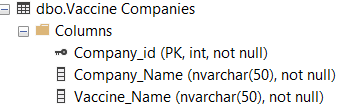 dbo.Vaccine Companies
Columns
Company_id (PK, int, not null)
Company_Name (nvarchar(50), not null)
Vaccine_Name (nvarchar(50), not null)